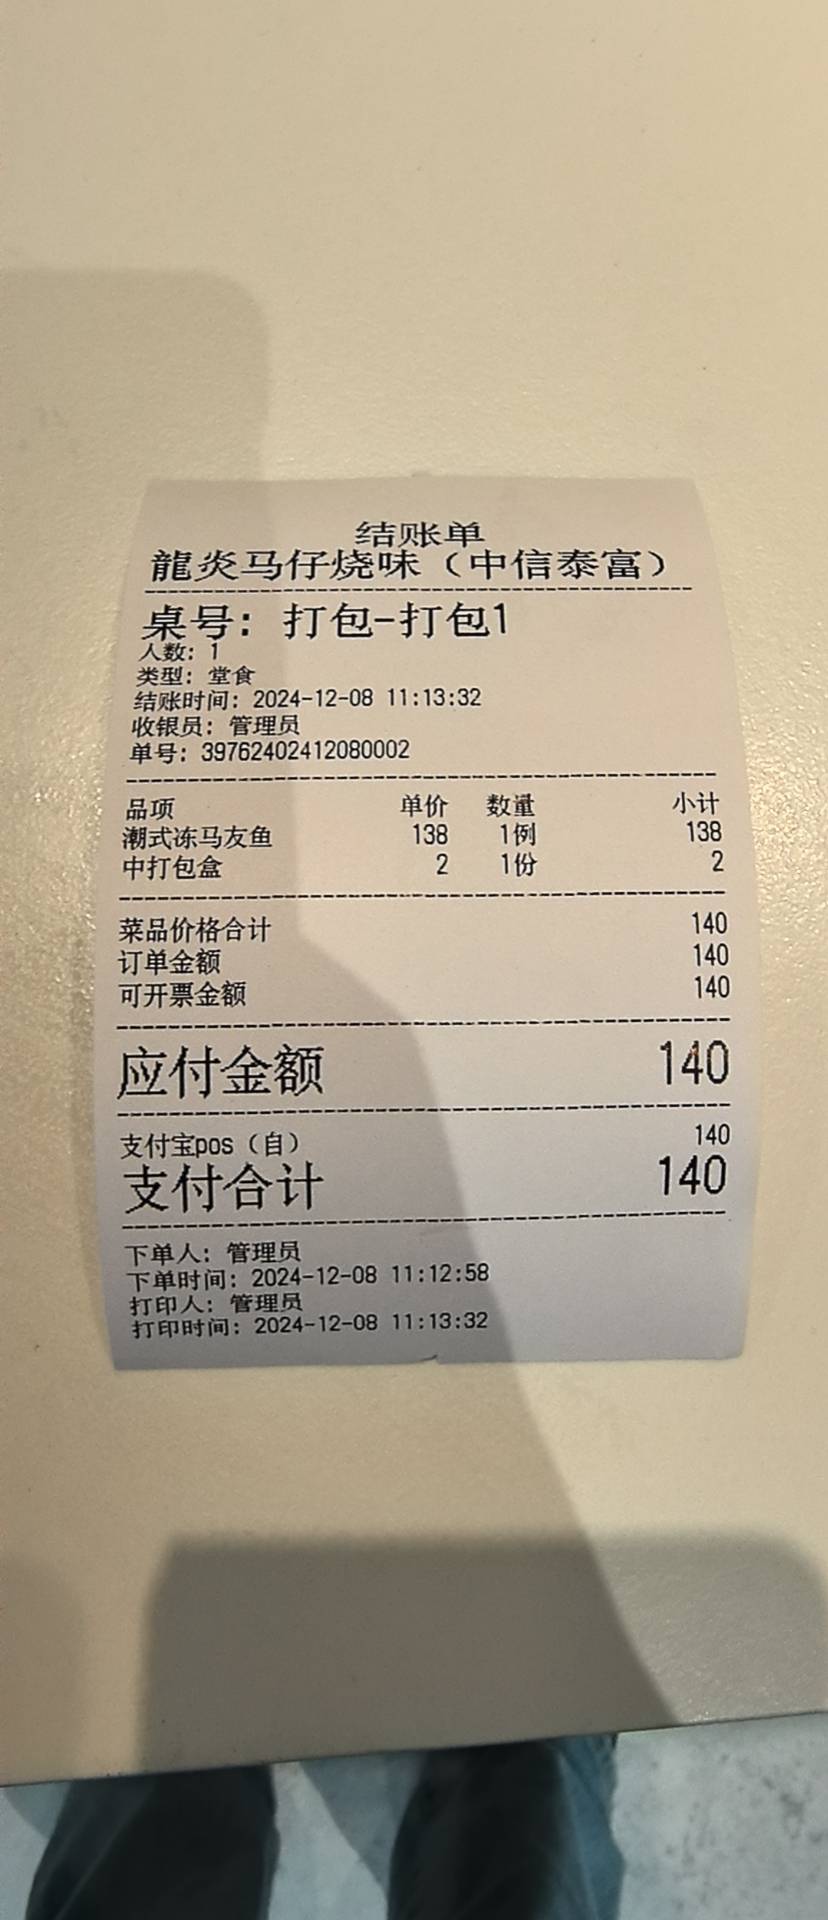 结账单
龍炎马仔烧味（中信泰富）
桌号：打包-打包1
人数：1
类型：堂食
结账时间：2024-12-08 11:13:32
收银员：管理员
单号：39762402412080002
品项 单价 数量 小计
潮式冻马友鱼 138 1例 138
中打包盒 2 1份 2
菜品价格合计 140
订单金额 140
可开票金额 140
应付金额 140
支付宝pos（自） 140
支付合计 140
下单人：管理员
下单时间：2024-12-08 11:12:58
打印人：管理员
打印时间：2024-12-08 11:13:32